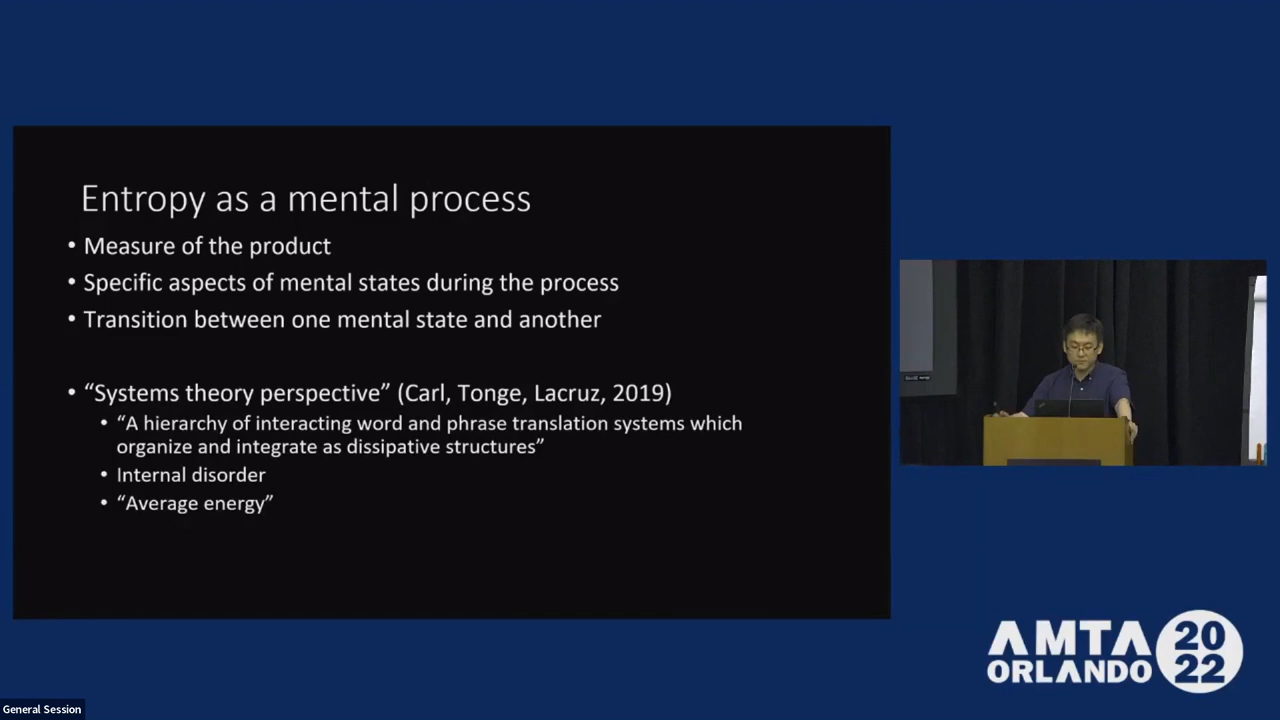 Entropy as a mental process
• Measure of the product
• Specific aspects of mental states during the process
• Transition between one mental state and another
• “Systems theory perspective” (Carl, Tonge, Lacruz, 2019)
• “A hierarchy of interacting word and phrase translation systems which
organize and integrate as dissipative structures”
• Internal disorder
• “Average energy”
AMTA
ORLANDO
20
22
General Session